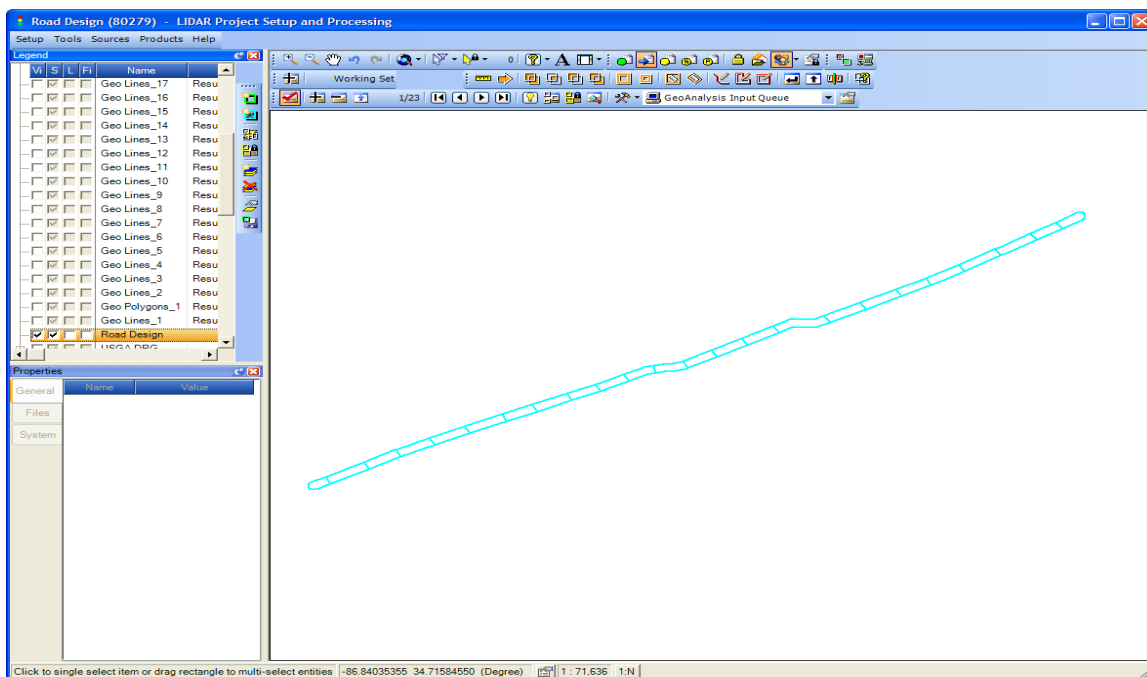 Road Design (80279) - LIDAR Project Setup and Processing
Setup Tools Sources Products Help
Legend
Working Set
1/23
GeoAnalysis Input Queue
0
Vi S L Fi Name
Geo Lines_17 Resu
Geo Lines_16 Resu
Geo Lines_15 Resu
Geo Lines_14 Resu
Geo Lines_13 Resu
Geo Lines_12 Resu
Geo Lines_11 Resu
Geo Lines_10 Resu
Geo Lines_9 Resu
Geo Lines_8 Resu
Geo Lines_7 Resu
Geo Lines_6 Resu
Geo Lines_5 Resu
Geo Lines_4 Resu
Geo Lines_3 Resu
Geo Lines_2 Resu
Geo Polygons_1 Resu
Geo Lines_1 Resu
Road Design
Properties
General
Files
System
Name Value
Click to single select item or drag rectangle to multi-select entities -86.84035355 34.71584550 (Degree) 1 : 71,636 1:N